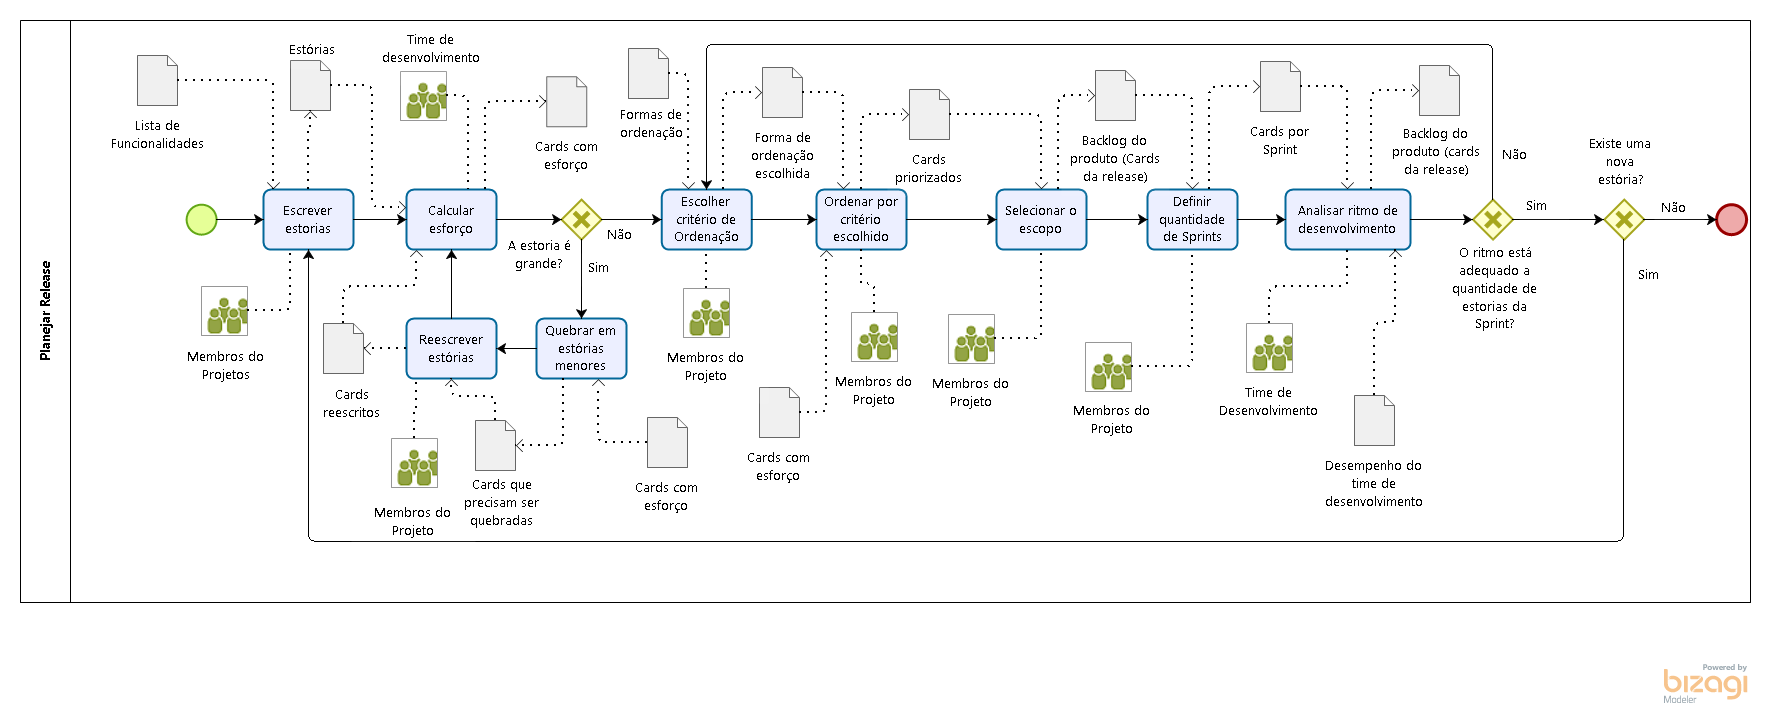 Planejar Release
Lista de
Funcionalidades
Estórias
Time de
desenvolvimento
Cards com
esforço
Formas de
ordenação
Forma de
ordenação
escolhida
Cards
priorizados
Backlog do
produto (Cards
da release)
Cards por
Sprint
Backlog do
produto (cards
da release)
Não
Existe uma
nova
estória?
Escrever
estorias
Calcular
esforço
A estoria é
grande?
Não
Sim
Escolher
critério de
Ordenação
Ordenar por
critério
escolhido
Selecionar o
escopo
Definir
quantidade
de Sprints
Analisar ritmo de
desenvolvimento
Sim
O ritmo está
adequado a
quantidade de
estorias da
Sprint?
Não
Sim
Membros do
Projetos
Cards
reescritos
Reescrever
estórias
Quebrar em
estórias
menores
Membros do
Projeto
Membros do
Projeto
Membros do
Projeto
Membros do
Projeto
Time de
Desenvolvimento
Membros do
Projeto
Cards que
precisam ser
quebradas
Cards com
esforço
Cards com
esforço
Desempenho do
time de
desenvolvimento
Powered by
bizagi
Modeler